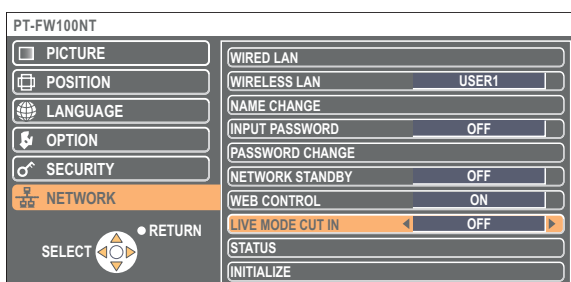 PT-FW100NT
PICTURE
POSITION
LANGUAGE
OPTION
SECURITY
NETWORK
RETURN
SELECT
WIRED LAN
WIRELESS LAN USER1
NAME CHANGE
INPUT PASSWORD OFF
PASSWORD CHANGE
NETWORK STANDBY OFF
WEB CONTROL ON
LIVE MODE CUT IN OFF
STATUS
INITIALIZE